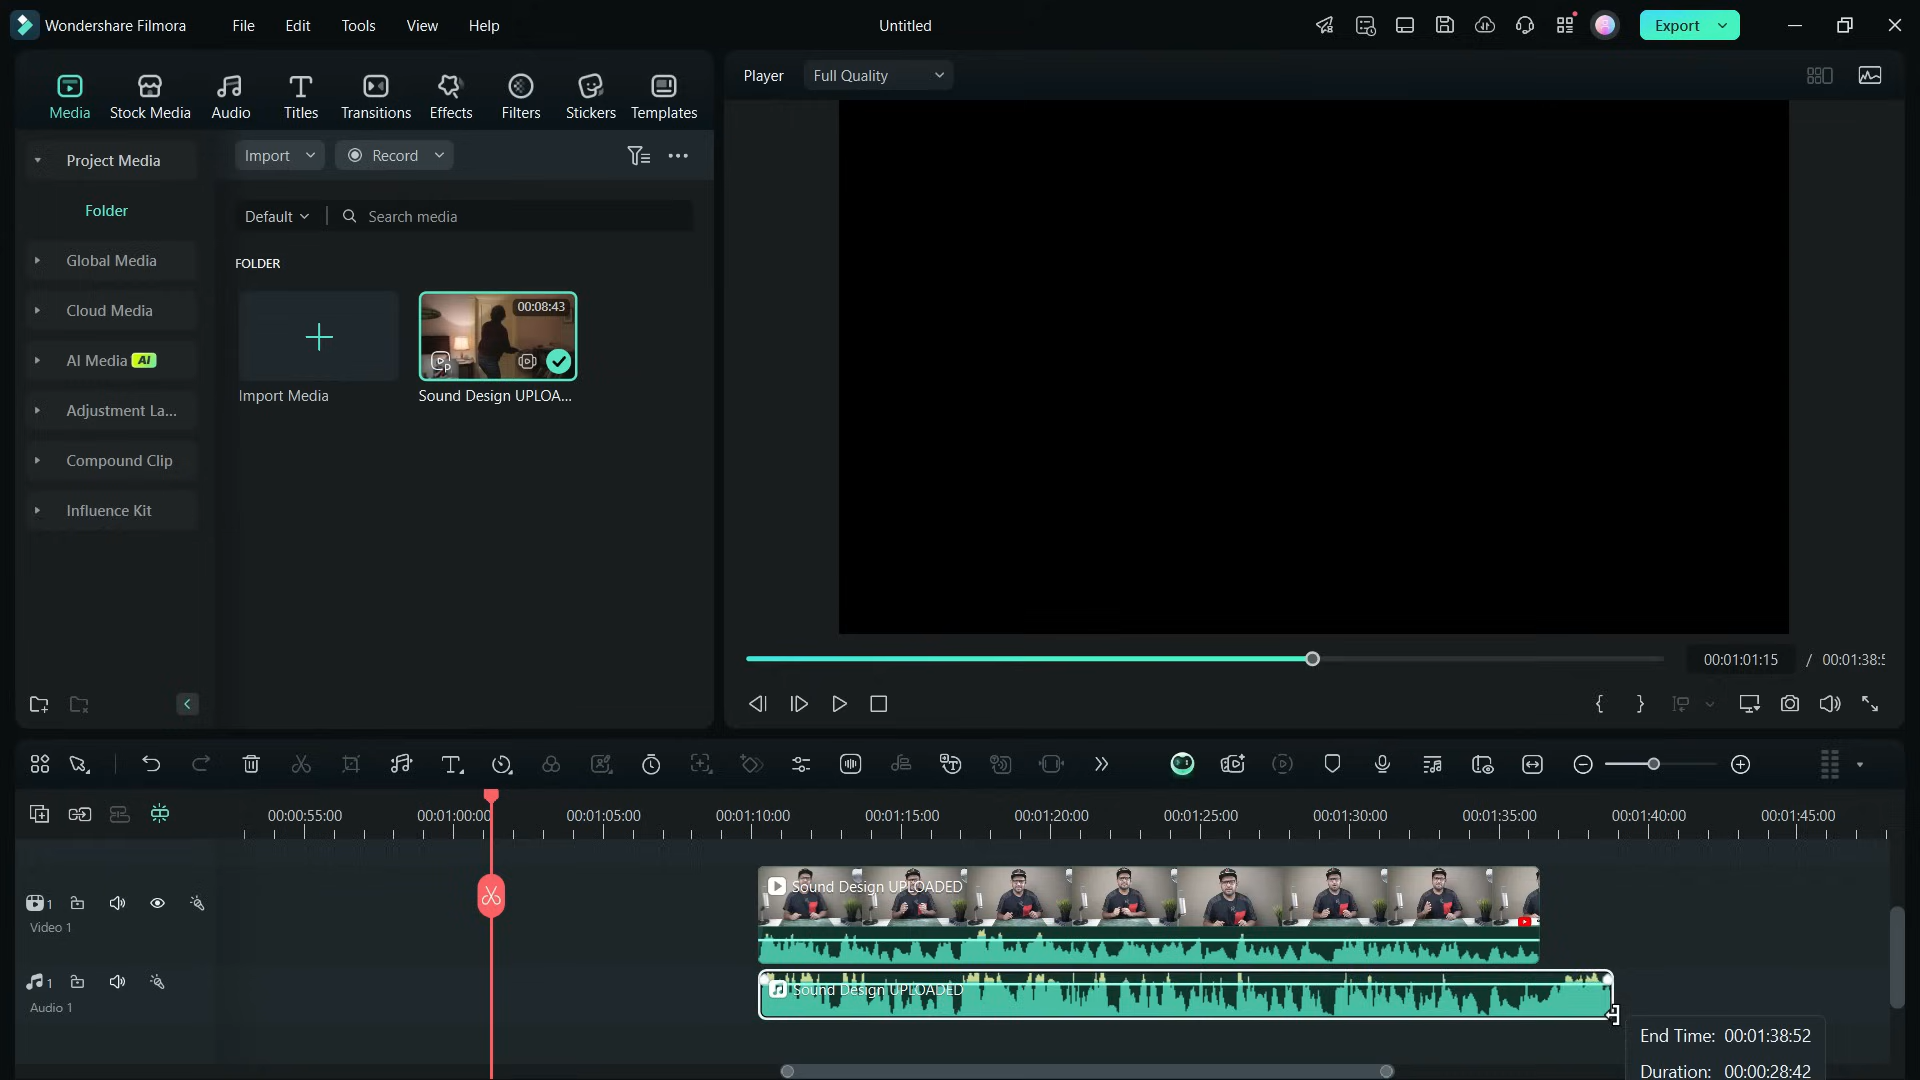 Wondershare Filmora
File
Edit
Tools
View
Help
Untitled
Export
Media
Stock Media
Audio
Titles
Transitions
Effects
Filters
Stickers
Templates
Player
Full Quality
Project Media
Folder
Global Media
Cloud Media
AI Media AI
Adjustment La...
Compound Clip
Influence Kit
Import
Record
Default
Search media
FOLDER
Import Media
00:08:43
Sound Design UPLOA...
00:01:01:15 / 00:01:38:5
00:00:55:00
00:01:00:00
00:01:05:00
00:01:10:00
00:01:15:00
00:01:20:00
00:01:25:00
00:01:30:00
00:01:35:00
00:01:40:00
00:01:45:00
1
Video 1
Sound Design UPLOADED
1
Audio 1
Sound Design UPLOADED
End Time: 00:01:38:52
Duration: 00:00:28:42